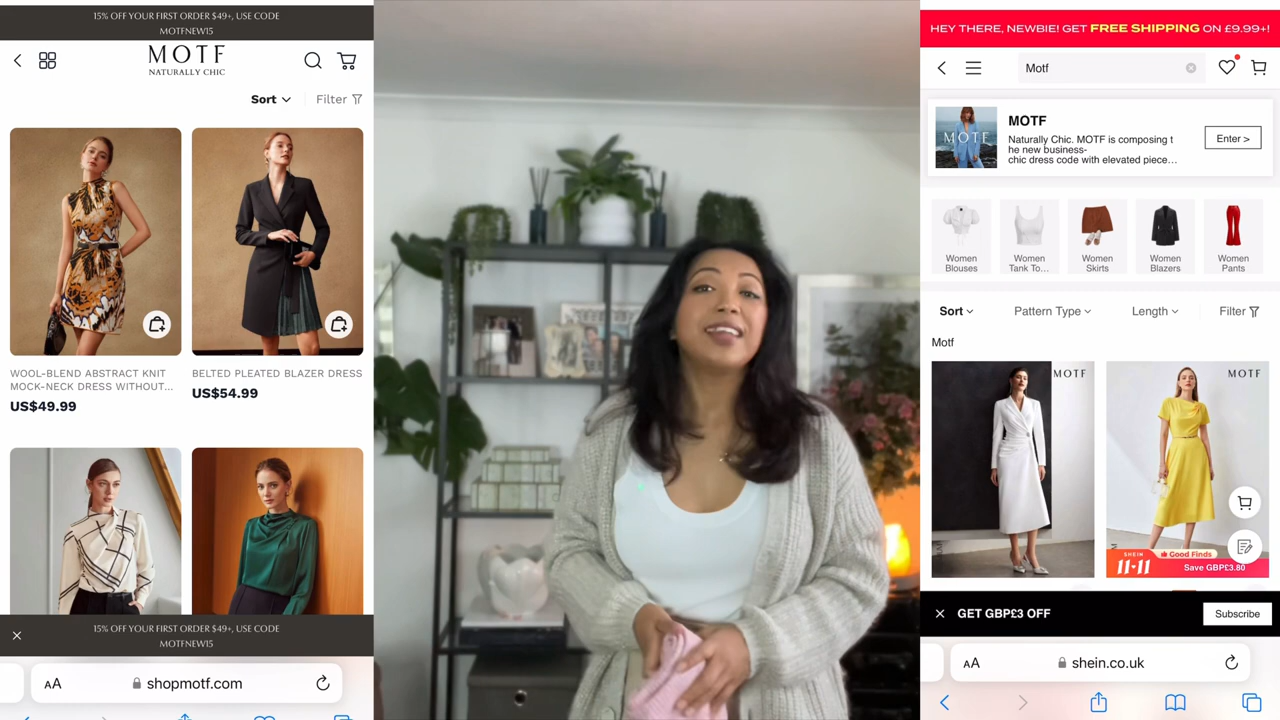 15% OFF YOUR FIRST ORDER $49+, USE CODE
MOTFNEW15
MOTF
NATURALLY CHIC
Sort
Filter
WOOL-BLEND ABSTRACT KNIT
MOCK-NECK DRESS WITHOUT...
US$49.99
BELTED PLEATED BLAZER DRESS
US$54.99
15% OFF YOUR FIRST ORDER $49+, USE CODE
MOTFNEW15
AA
shopmotf.com
HEY THERE, NEWBIE! GET FREE SHIPPING ON £9.99+!
Motf
MOTF
MOTF
Naturally Chic. MOTF is composing t
he new business-
chic dress code with elevated piece...
Enter >
Women
Blouses
Women
Tank To...
Women
Skirts
Women
Blazers
Women
Pants
Sort
Pattern Type
Length
Filter
Motf
MOTF
MOTF
SHEIN
11·11
Good Finds
Save GBP£3.80
GET GBP£3 OFF
Subscribe
AA
shein.co.uk